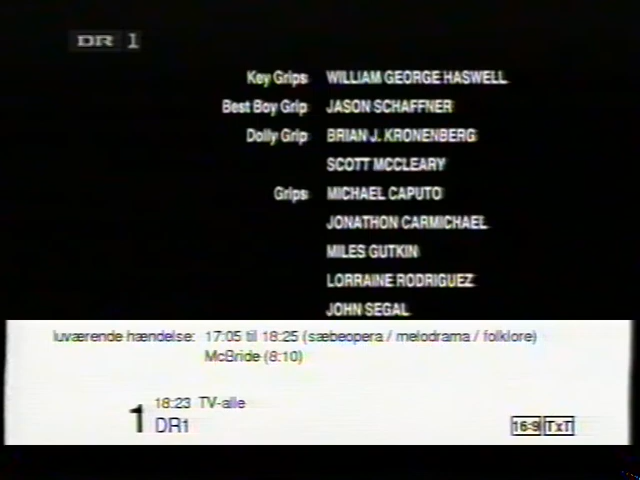 DR 1
Key Grips WILLIAM GEORGE HASWELL
Best Boy Grip JASON SCHAFFNER
Dolly Grip BRIAN J. KRONENBERG
SCOTT MCCLEARY
Grips MICHAEL CAPUTO
JONATHON CARMICHAEL
MILES GUTKIN
LORRAINE RODRIGUEZ
JOHN SEGAL
luværende hændelse: 17:05 til 18:25 (sæbeopera / melodrama / folklore)
McBride (8:10)
18:23 TV-alle
1 DR1
16:9 TxT